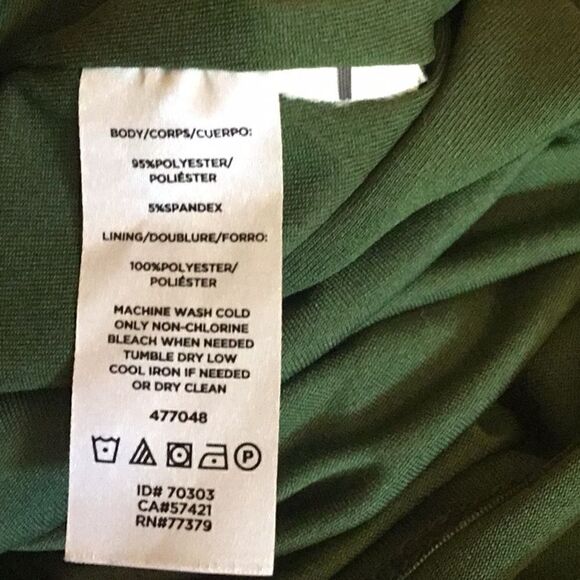 BODY/CORPS/CUERPO:
95%POLYESTER/
POLIÉSTER
5%SPANDEX
LINING/DOUBLURE/FORRO:
100%POLYESTER/
POLIÉSTER
MACHINE WASH COLD
ONLY NON-CHLORINE
BLEACH WHEN NEEDED
TUMBLE DRY LOW
COOL IRON IF NEEDED
OR DRY CLEAN
477048
ID# 70303
CA#57421
RN#77379